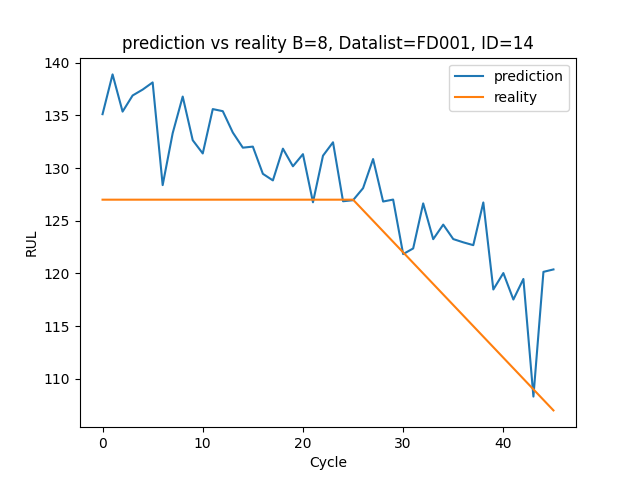 prediction vs reality B=8, Datalist=FD001, ID=14
prediction
reality
RUL
140
135
130
125
120
115
110
0 10 20 30 40
Cycle